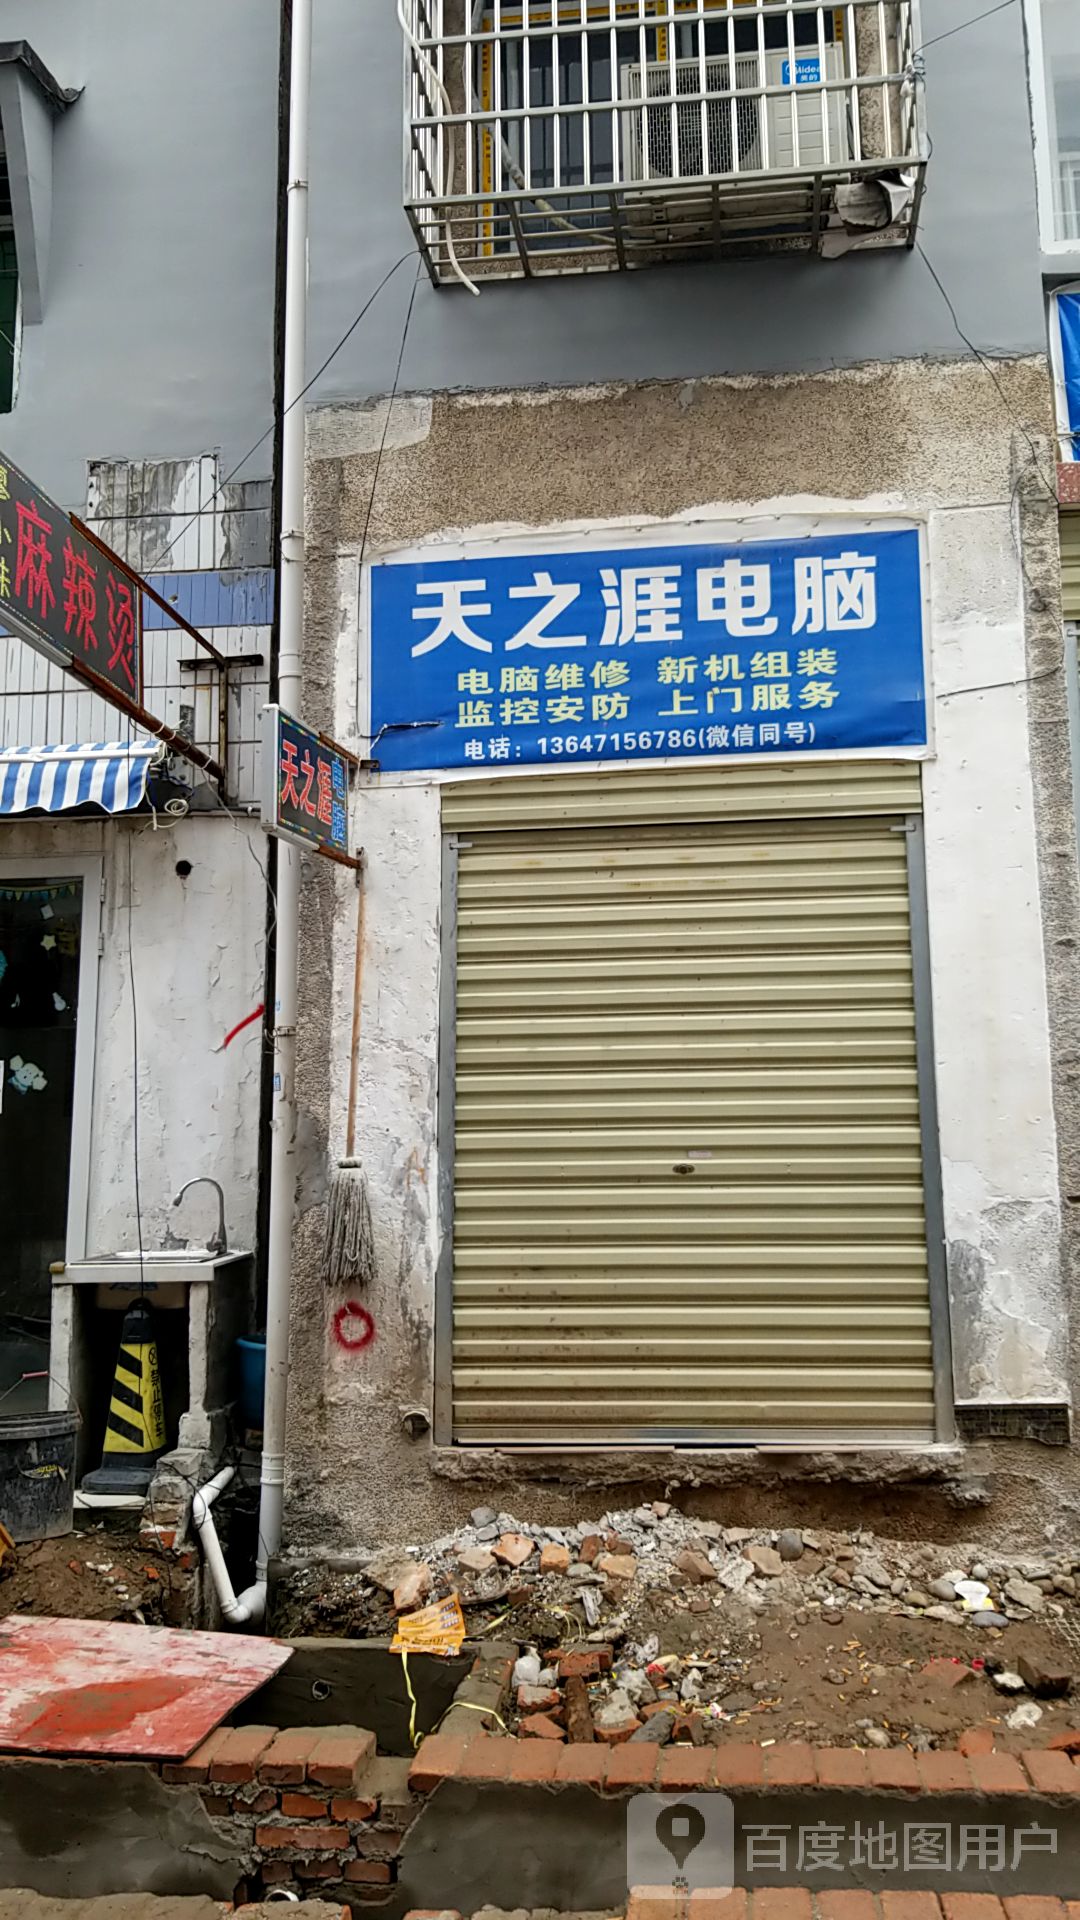 Midea
美的
麻辣烫
天之涯电脑
电脑维修 新机组装
监控安防 上门服务
电话：13647156786(微信同号)
天之涯
电脑
百度地图用户